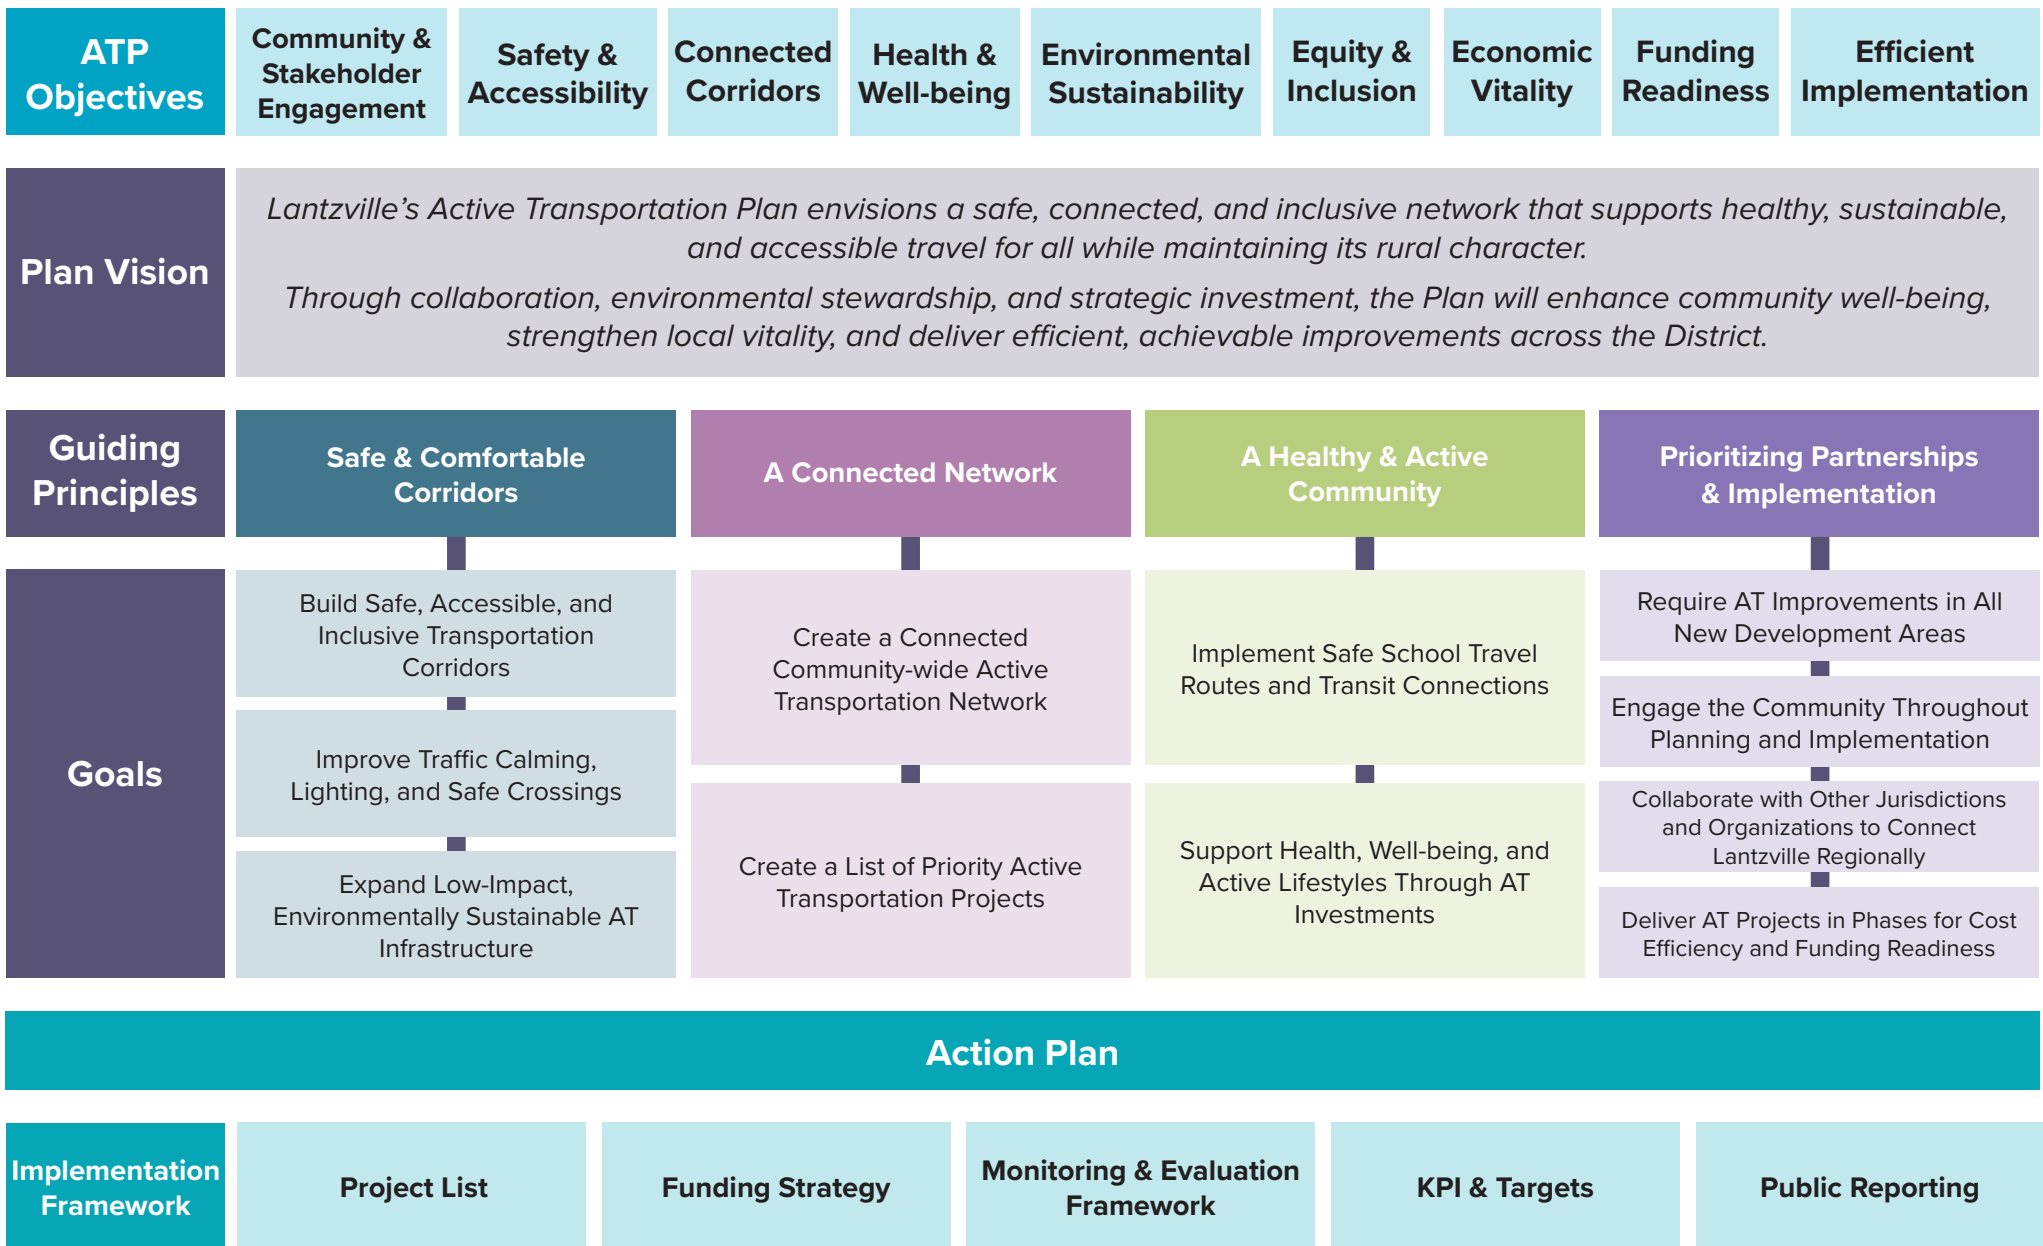 ATP
Objectives
Community &
Stakeholder
Engagement
Safety &
Accessibility
Connected
Corridors
Health &
Well-being
Environmental
Sustainability
Equity &
Inclusion
Economic
Vitality
Funding
Readiness
Efficient
Implementation
Plan Vision
Lantzville’s Active Transportation Plan envisions a safe, connected, and inclusive network that supports healthy, sustainable,
and accessible travel for all while maintaining its rural character.
Through collaboration, environmental stewardship, and strategic investment, the Plan will enhance community well-being,
strengthen local vitality, and deliver efficient, achievable improvements across the District.
Guiding
Principles
Safe & Comfortable
Corridors
A Connected Network
A Healthy & Active
Community
Prioritizing Partnerships
& Implementation
Goals
Build Safe, Accessible, and
Inclusive Transportation
Corridors
Improve Traffic Calming,
Lighting, and Safe Crossings
Expand Low-Impact,
Environmentally Sustainable AT
Infrastructure
Create a Connected
Community-wide Active
Transportation Network
Create a List of Priority Active
Transportation Projects
Implement Safe School Travel
Routes and Transit Connections
Support Health, Well-being, and
Active Lifestyles Through AT
Investments
Require AT Improvements in All
New Development Areas
Engage the Community Throughout
Planning and Implementation
Collaborate with Other Jurisdictions
and Organizations to Connect
Lantzville Regionally
Deliver AT Projects in Phases for Cost
Efficiency and Funding Readiness
Action Plan
Implementation
Framework
Project List
Funding Strategy
Monitoring & Evaluation
Framework
KPI & Targets
Public Reporting